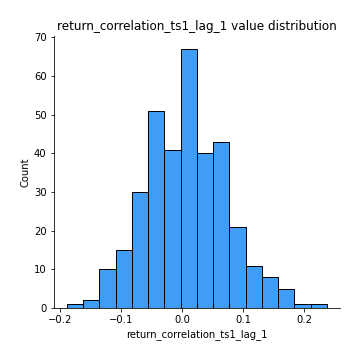 return_correlation_ts1_lag_1 value distribution
70
60
50
40
30
20
10
0
Count
−0.2 −0.1 0.0 0.1 0.2
return_correlation_ts1_lag_1